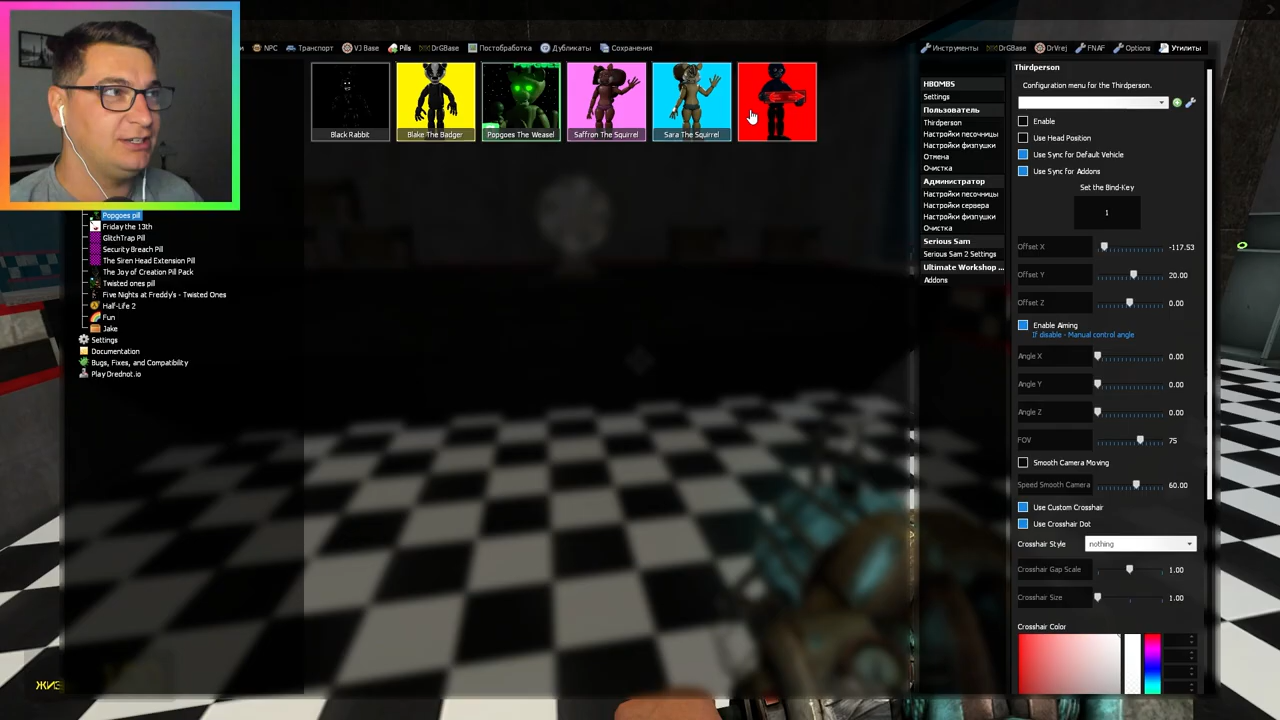 NPC Транспорт VJ Base Pills DrGBase Постобработка Дубликаты Сохранения
Инструменты DrGBase DrVrej FNAF Options Утилиты
Black Rabbit
Blake The Badger
Popgoes The Weasel
Saffron The Squirrel
Sara The Squirrel
Popgoes pill
Friday the 13th
GlitchTrap Pill
Security Breach Pill
The Siren Head Extension Pill
The Joy of Creation Pill Pack
Twisted ones pill
Five Nights at Freddy's - Twisted Ones
Half-Life 2
Fun
Jake
Settings
Documentation
Bugs, Fixes, and Compatibility
Play Drednot.io
HBOMBS
Settings
Пользователь
Thirdperson
Настройки песочницы
Настройки физпушки
Отмена
Очистка
Администратор
Настройки песочницы
Настройки сервера
Настройки физпушки
Очистка
Serious Sam
Serious Sam 2 Settings
Ultimate Workshop ...
Addons
Thirdperson
Configuration menu for the Thirdperson.
Enable
Use Head Position
Use Sync for Default Vehicle
Use Sync for Addons
Set the Bind-Key
1
Offset X -117.53
Offset Y 20.00
Offset Z 0.00
Enable Aiming
If disable - Manual control angle
Angle X 0.00
Angle Y 0.00
Angle Z 0.00
FOV 75
Smooth Camera Moving
Speed Smooth Camera 60.00
Use Custom Crosshair
Use Crosshair Dot
Crosshair Style nothing
Crosshair Gap Scale 1.00
Crosshair Size 1.00
Crosshair Color